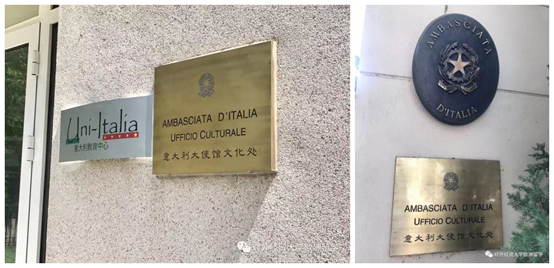 Uni-Italia
意大利教育中心
AMBASCIATA D'ITALIA
UFFICIO CULTURALE
意大利大使馆文化处
AMBASCIATA
D'ITALIA
AMBASCIATA D'ITALIA
UFFICIO CULTURALE
意大利大使馆文化处